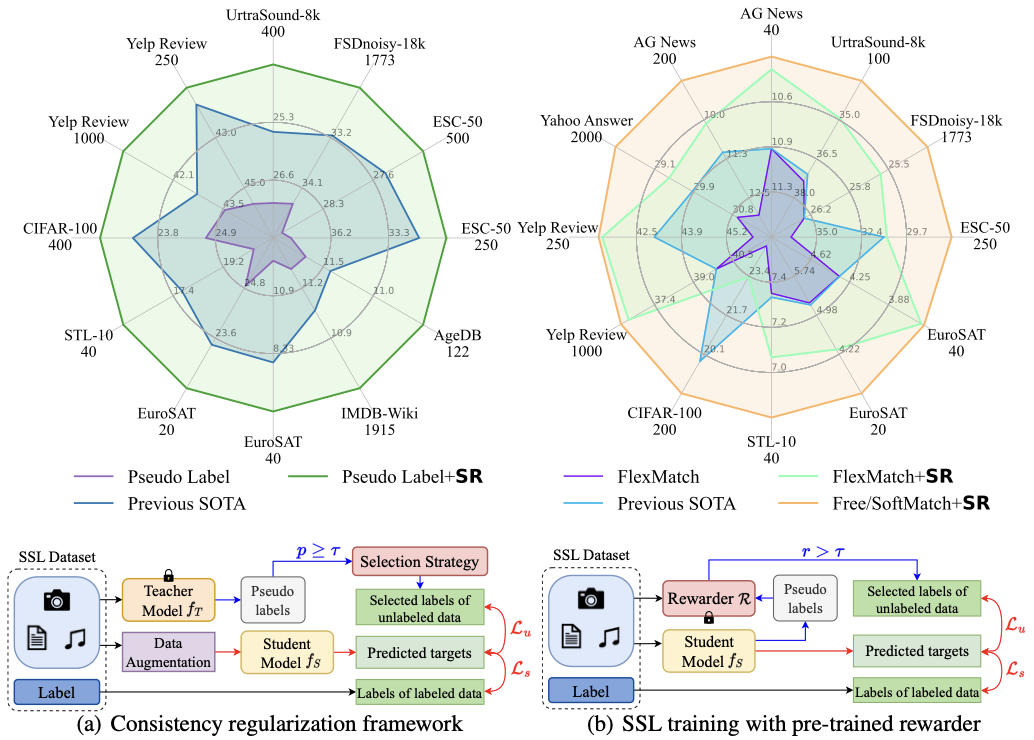 UrtraSound-8k
400
FSDnoisy-18k
1773
ESC-50
500
ESC-50
250
AgeDB
122
IMDB-Wiki
1915
EuroSAT
40
EuroSAT
20
STL-10
40
CIFAR-100
400
Yelp Review
1000
Yelp Review
250
25.3
26.6
33.2
34.1
27.6
28.3
33.3
36.2
11.0
11.5
10.9
11.2
8.33
10.9
23.6
24.8
17.4
19.2
23.8
24.9
42.1
43.5
43.0
45.0
Pseudo Label
Pseudo Label+SR
Previous SOTA
AG News
40
UrtraSound-8k
100
FSDnoisy-18k
1773
ESC-50
250
EuroSAT
40
EuroSAT
20
STL-10
40
CIFAR-100
200
Yelp Review
1000
Yelp Review
250
Yahoo Answer
2000
AG News
200
10.6
10.9
11.3
35.0
36.5
38.0
25.5
25.8
26.2
29.7
32.4
35.0
3.88
4.25
4.62
4.22
4.98
5.74
7.0
7.2
7.4
20.1
21.7
23.4
37.4
39.0
40.5
42.5
43.9
45.2
29.1
29.9
30.8
10.0
11.3
12.5
FlexMatch
FlexMatch+SR
Previous SOTA
Free/SoftMatch+SR
SSL Dataset
Teacher
Model f_T
Pseudo
labels
p ≥ τ
Selection Strategy
Selected labels of
unlabeled data
Data
Augmentation
Student
Model f_S
Predicted targets
Label
Labels of labeled data
ℒ_u
ℒ_s
(a) Consistency regularization framework
SSL Dataset
Rewarder ℛ
r > τ
Pseudo
labels
Selected labels of
unlabeled data
Student
Model f_S
Predicted targets
Label
Labels of labeled data
ℒ_u
ℒ_s
(b) SSL training with pre-trained rewarder